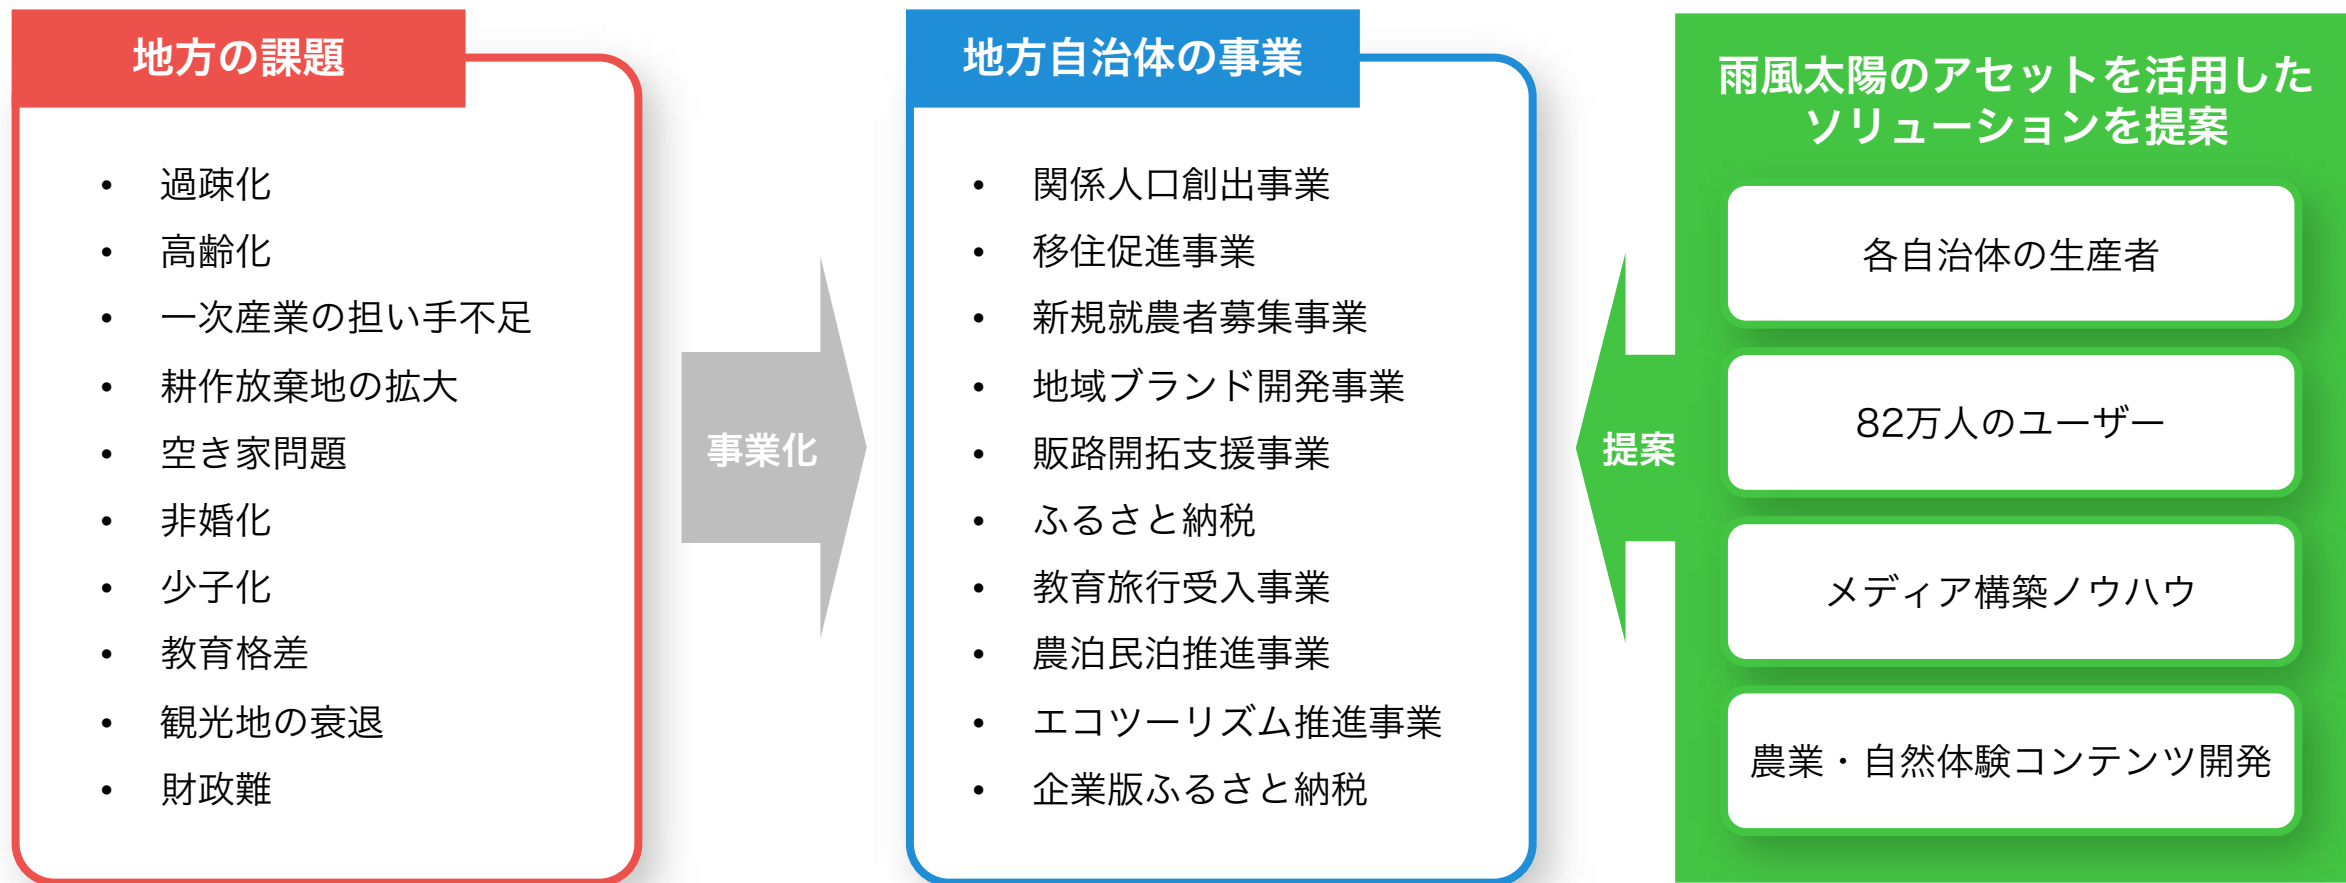 地方の課題
• 過疎化
• 高齢化
• 一次産業の担い手不足
• 耕作放棄地の拡大
• 空き家問題
• 非婚化
• 少子化
• 教育格差
• 観光地の衰退
• 財政難
事業化
地方自治体の事業
• 関係人口創出事業
• 移住促進事業
• 新規就農者募集事業
• 地域ブランド開発事業
• 販路開拓支援事業
• ふるさと納税
• 教育旅行受入事業
• 農泊民泊推進事業
• エコツーリズム推進事業
• 企業版ふるさと納税
提案
雨風太陽のアセットを活用した
ソリューションを提案
各自治体の生産者
82万人のユーザー
メディア構築ノウハウ
農業・自然体験コンテンツ開発